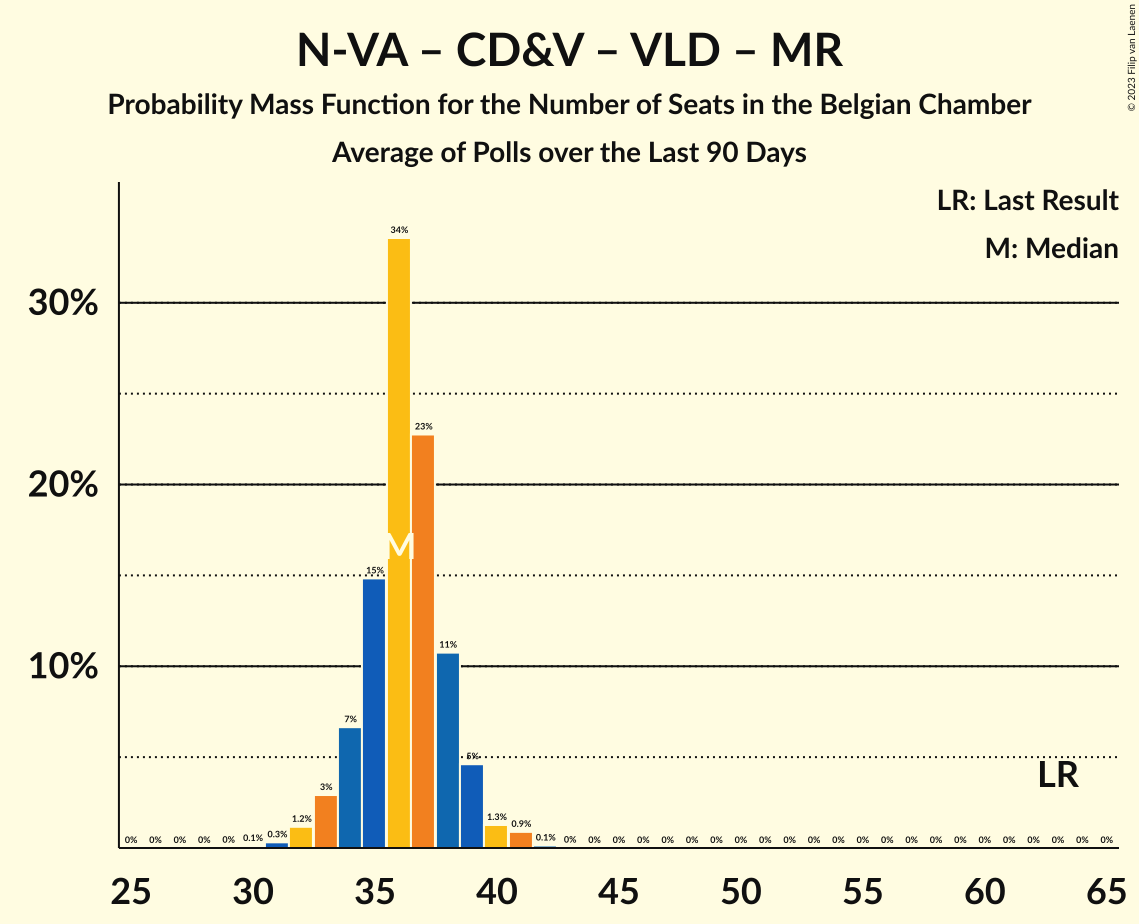 N-VA – CD&V – VLD – MR
Probability Mass Function for the Number of Seats in the Belgian Chamber
Average of Polls over the Last 90 Days
© 2023 Filip van Laenen
LR: Last Result
M: Median
34%
30%
23%
20%
M
15%
11%
10%
7%
5%
LR
3%
1.2%
1.3%
0.9%
0% 0% 0% 0% 0% 0.1% 0.3% 0.1% 0% 0% 0% 0% 0% 0% 0% 0% 0% 0% 0% 0% 0% 0% 0% 0% 0% 0% 0% 0% 0% 0% 0%
25 30 35 40 45 50 55 60 65